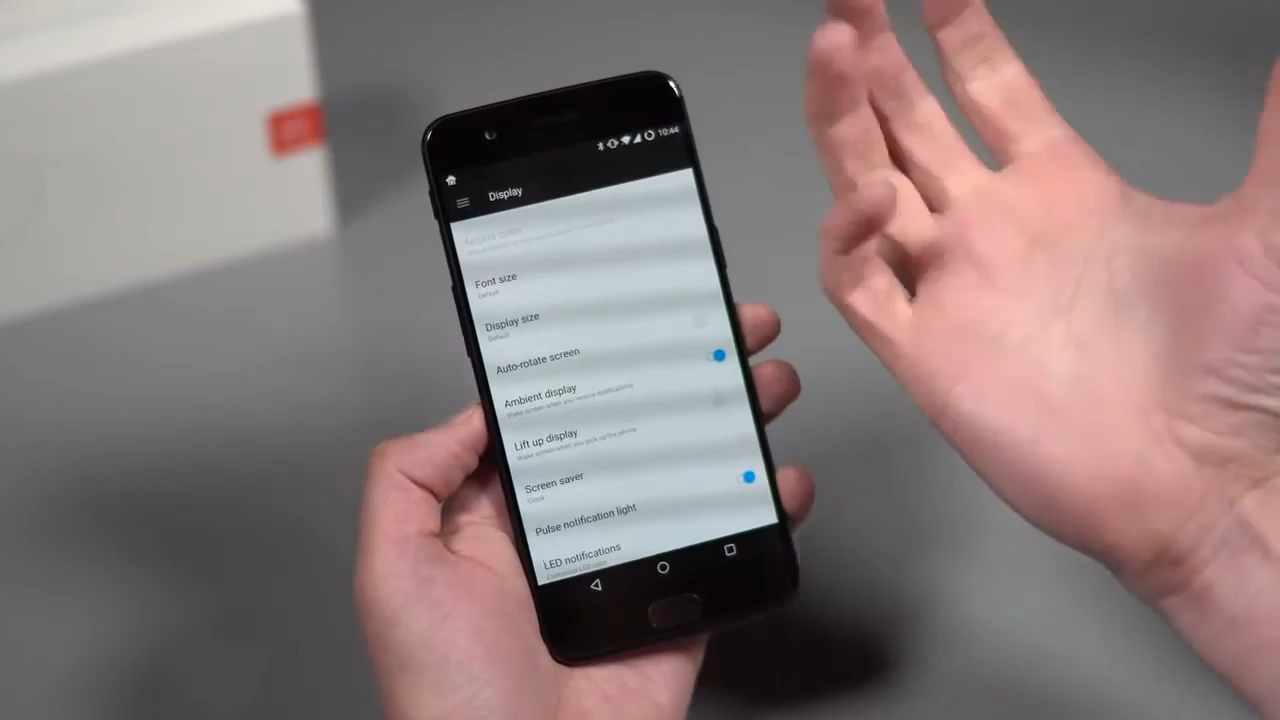 10:44
Display
Accent color
Font size
Default
Display size
Default
Auto-rotate screen
Ambient display
Wake screen when you receive notifications
Lift up display
Wake screen when you pick up the phone
Screen saver
Clock
Pulse notification light
LED notifications